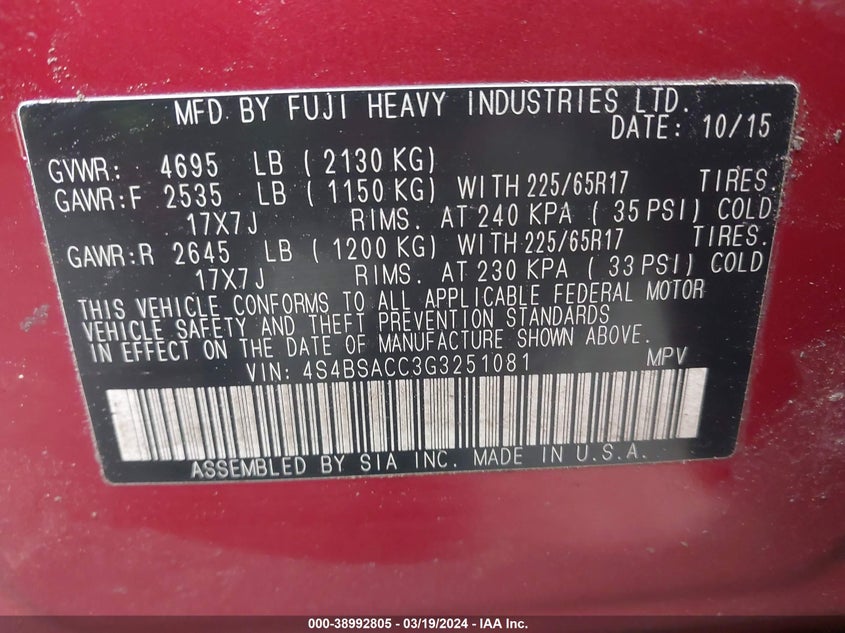 MFD BY FUJI HEAVY INDUSTRIES LTD.
DATE: 10/15
GVWR: 4695 LB ( 2130 KG)
GAWR:F 2535 LB ( 1150 KG) WITH 225/65R17 TIRES.
17X7J RIMS. AT 240 KPA ( 35 PSI) COLD
GAWR:R 2645 LB ( 1200 KG) WITH 225/65R17 TIRES.
17X7J RIMS. AT 230 KPA ( 33 PSI) COLD
THIS VEHICLE CONFORMS TO ALL APPLICABLE FEDERAL MOTOR
VEHICLE SAFETY AND THEFT PREVENTION STANDARDS
IN EFFECT ON THE DATE OF MANUFACTURE SHOWN ABOVE.
VIN: 4S4BSACC3G3251081 MPV
ASSEMBLED BY SIA INC. MADE IN U.S.A.
000-38992805 - 03/19/2024 - IAA Inc.